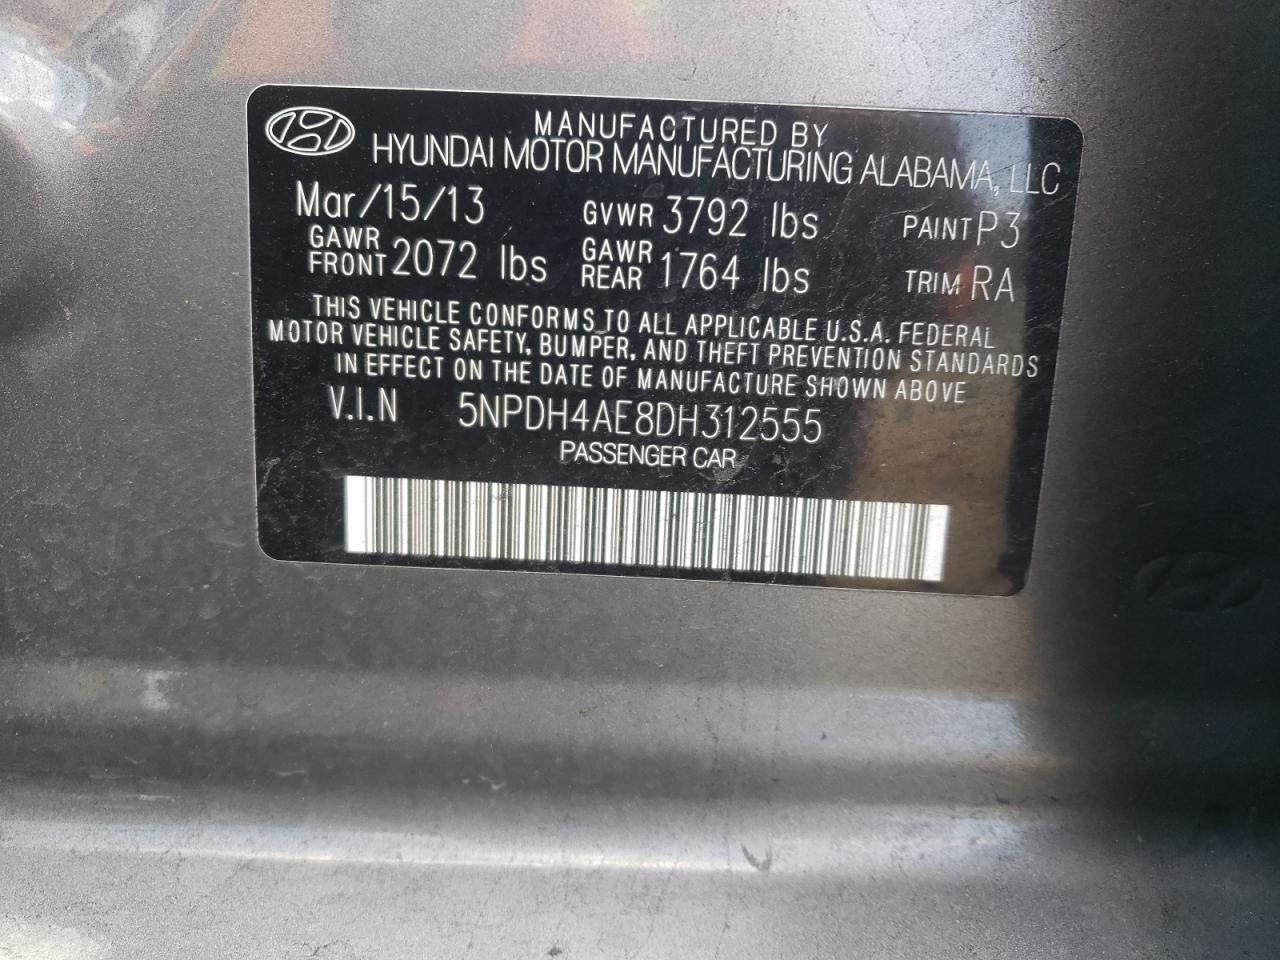 MANUFACTURED BY
HYUNDAI MOTOR MANUFACTURING ALABAMA, LLC
Mar/15/13 GVWR 3792 lbs PAINT P3
GAWR FRONT 2072 lbs GAWR REAR 1764 lbs TRIM RA
THIS VEHICLE CONFORMS TO ALL APPLICABLE U.S.A. FEDERAL
MOTOR VEHICLE SAFETY, BUMPER, AND THEFT PREVENTION STANDARDS
IN EFFECT ON THE DATE OF MANUFACTURE SHOWN ABOVE
V.I.N 5NPDH4AE8DH312555
PASSENGER CAR